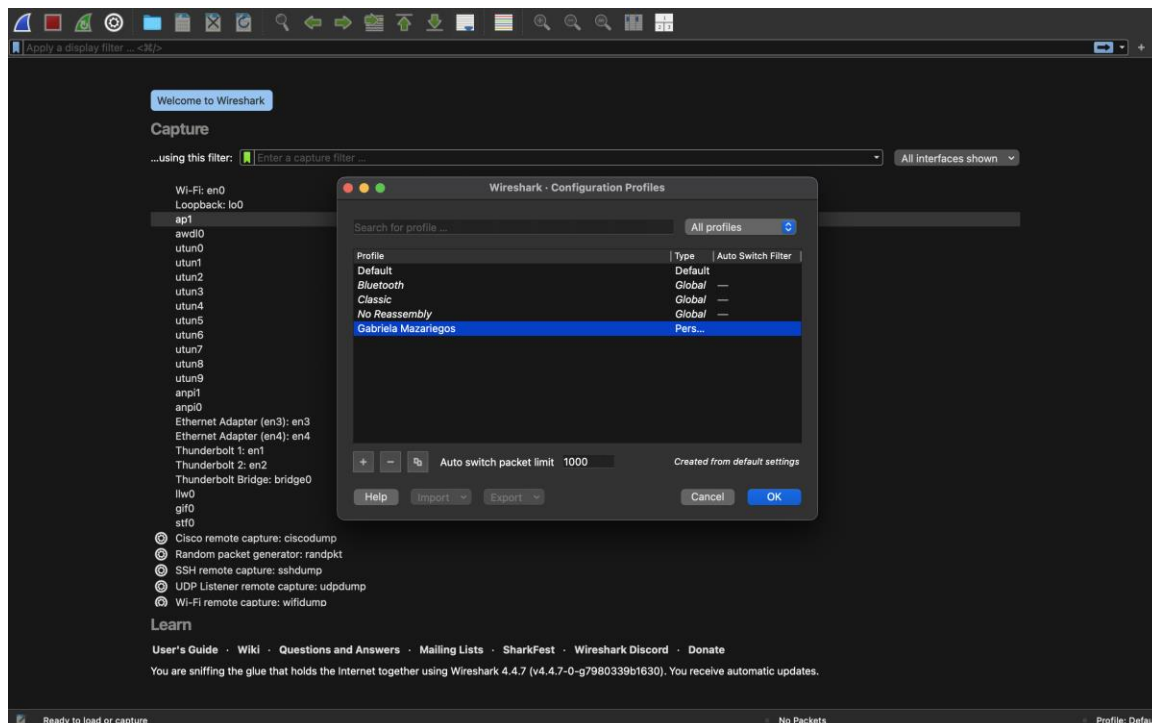 Apply a display filter ... <⌘/>
Welcome to Wireshark
Capture
...using this filter: Enter a capture filter ... All interfaces shown
Wi-Fi: en0
Loopback: lo0
ap1
awdl0
utun0
utun1
utun2
utun3
utun4
utun5
utun6
utun7
utun8
utun9
anpi1
anpi0
Ethernet Adapter (en3): en3
Ethernet Adapter (en4): en4
Thunderbolt 1: en1
Thunderbolt 2: en2
Thunderbolt Bridge: bridge0
llw0
gif0
stf0
Cisco remote capture: ciscodump
Random packet generator: randpkt
SSH remote capture: sshdump
UDP Listener remote capture: udpdump
Wi-Fi remote capture: wifidump
Wireshark · Configuration Profiles
Search for profile ... All profiles
Profile Type Auto Switch Filter
Default Default
Bluetooth Global —
Classic Global —
No Reassembly Global —
Gabriela Mazariegos Pers...
+ − Auto switch packet limit 1000 Created from default settings
Help Import Export Cancel OK
Learn
User's Guide · Wiki · Questions and Answers · Mailing Lists · SharkFest · Wireshark Discord · Donate
You are sniffing the glue that holds the Internet together using Wireshark 4.4.7 (v4.4.7-0-g7980339b1630). You receive automatic updates.
Ready to load or capture No Packets Profile: Defau